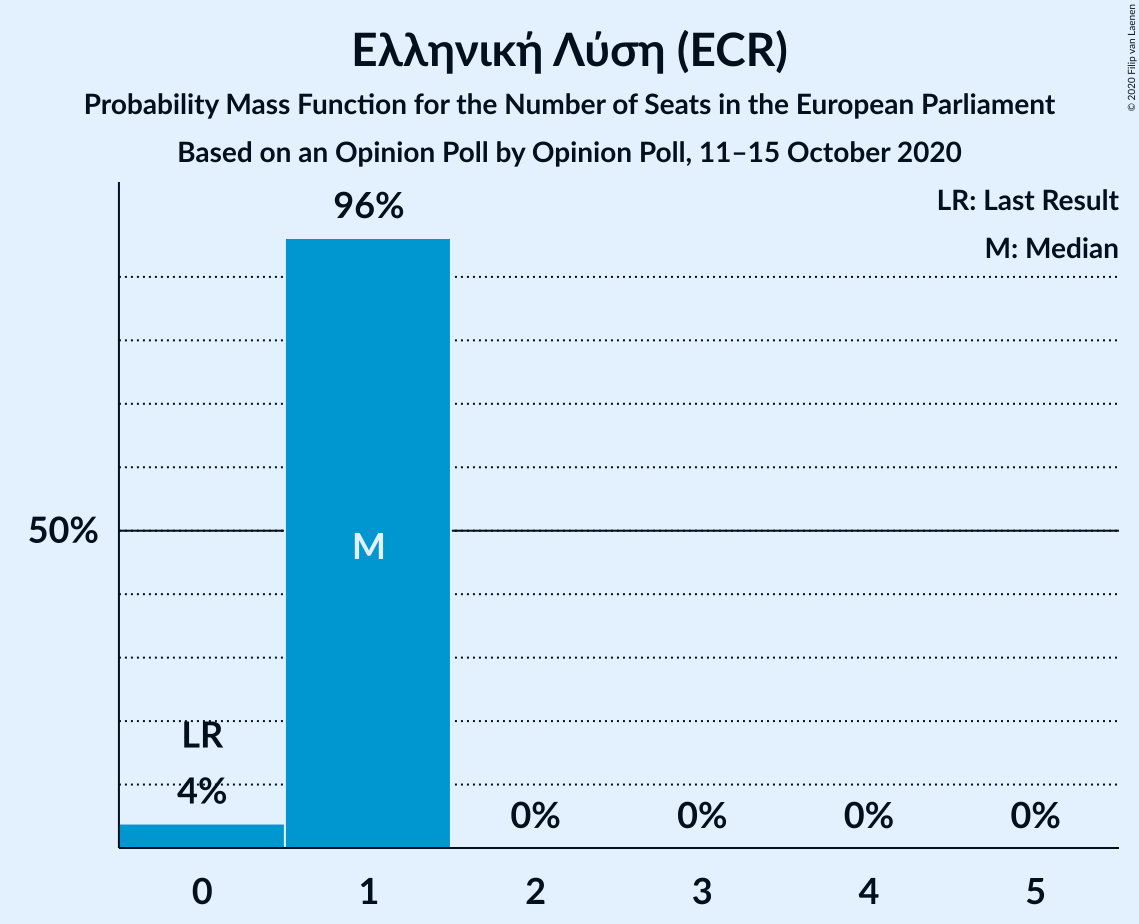 Ελληνική Λύση (ECR)
Probability Mass Function for the Number of Seats in the European Parliament
Based on an Opinion Poll by Opinion Poll, 11–15 October 2020
© 2020 Filip van Laenen
LR: Last Result
M: Median
96%
50%
M
LR
4%
0%
0%
0%
0%
0
1
2
3
4
5